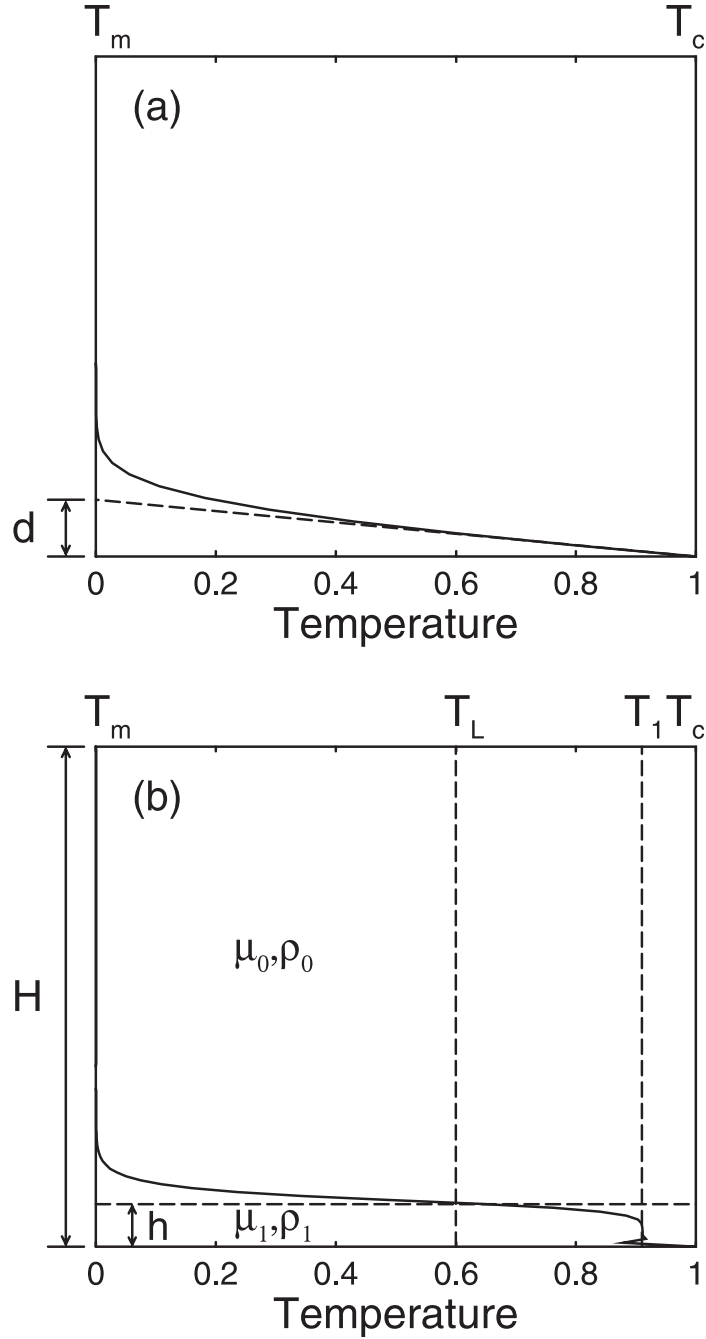 T_m T_c
(a)
d
0 0.2 0.4 0.6 0.8 1
Temperature
T_m T_L T_1 T_c
(b)
μ_0,ρ_0
H
h μ_1,ρ_1
0 0.2 0.4 0.6 0.8 1
Temperature